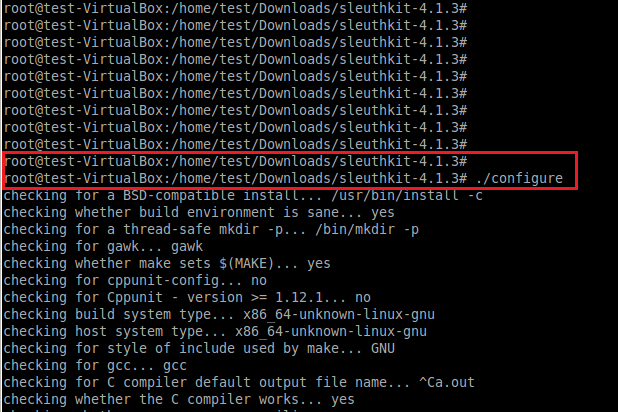 root@test-VirtualBox:/home/test/Downloads/sleuthkit-4.1.3#
root@test-VirtualBox:/home/test/Downloads/sleuthkit-4.1.3#
root@test-VirtualBox:/home/test/Downloads/sleuthkit-4.1.3#
root@test-VirtualBox:/home/test/Downloads/sleuthkit-4.1.3#
root@test-VirtualBox:/home/test/Downloads/sleuthkit-4.1.3#
root@test-VirtualBox:/home/test/Downloads/sleuthkit-4.1.3#
root@test-VirtualBox:/home/test/Downloads/sleuthkit-4.1.3#
root@test-VirtualBox:/home/test/Downloads/sleuthkit-4.1.3#
root@test-VirtualBox:/home/test/Downloads/sleuthkit-4.1.3#
root@test-VirtualBox:/home/test/Downloads/sleuthkit-4.1.3#
root@test-VirtualBox:/home/test/Downloads/sleuthkit-4.1.3# ./configure
checking for a BSD-compatible install... /usr/bin/install -c
checking whether build environment is sane... yes
checking for a thread-safe mkdir -p... /bin/mkdir -p
checking for gawk... gawk
checking whether make sets $(MAKE)... yes
checking for cppunit-config... no
checking for Cppunit - version >= 1.12.1... no
checking build system type... x86_64-unknown-linux-gnu
checking host system type... x86_64-unknown-linux-gnu
checking for style of include used by make... GNU
checking for gcc... gcc
checking for C compiler default output file name... ^Ca.out
checking whether the C compiler works... yes